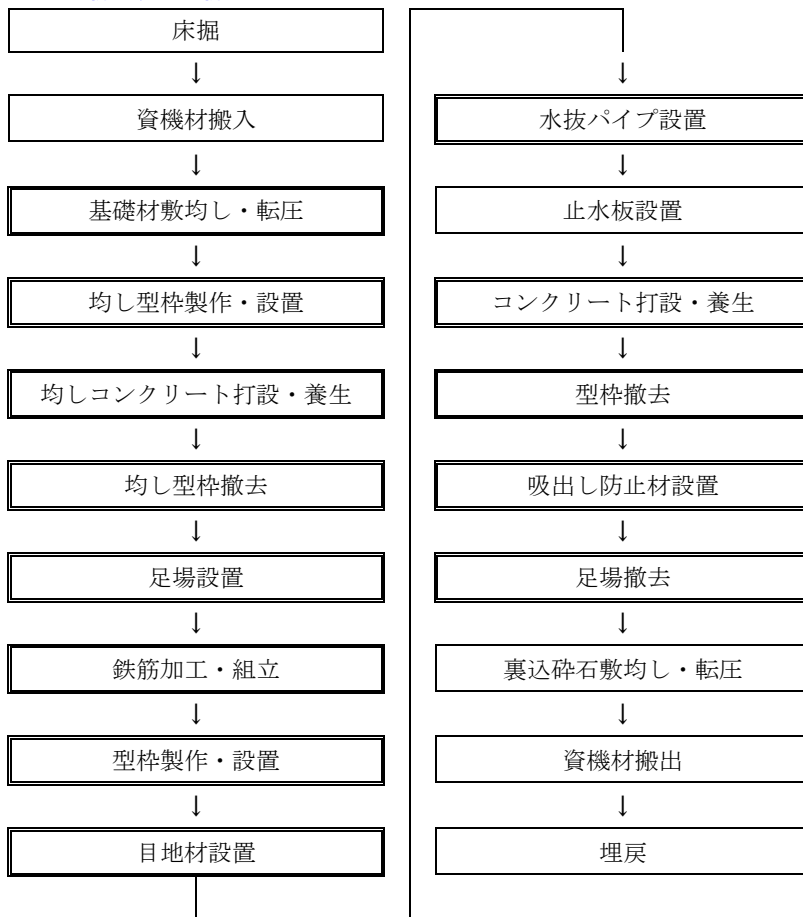 床掘
↓
資機材搬入
↓
基礎材敷均し・転圧
↓
均し型枠製作・設置
↓
均しコンクリート打設・養生
↓
均し型枠撤去
↓
足場設置
↓
鉄筋加工・組立
↓
型枠製作・設置
↓
目地材設置
↓
水抜パイプ設置
↓
止水板設置
↓
コンクリート打設・養生
↓
型枠撤去
↓
吸出し防止材設置
↓
足場撤去
↓
裏込砕石敷均し・転圧
↓
資機材搬出
↓
埋戻